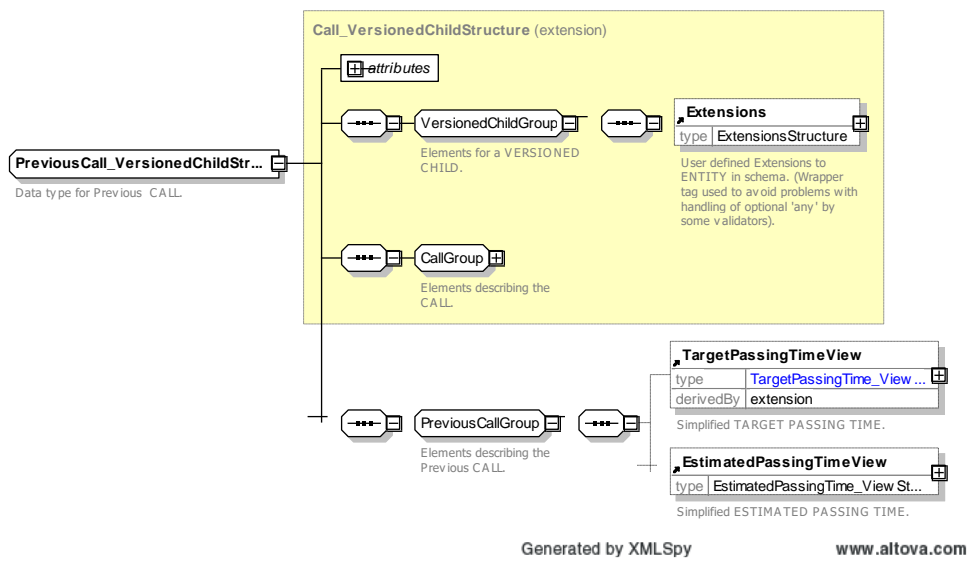 Call_VersionedChildStructure (extension)
attributes
VersionedChildGroup
Elements for a VERSIONED
CHILD.
Extensions
type ExtensionsStructure
User defined Extensions to
ENTITY in schema. (Wrapper
tag used to avoid problems with
handling of optional 'any' by
some validators).
PreviousCall_VersionedChildStr...
Data type for Previous CALL.
CallGroup
Elements describing the
CALL.
TargetPassingTimeView
type TargetPassingTime_View ...
derivedBy extension
Simplified TARGET PASSING TIME.
PreviousCallGroup
Elements describing the
Previous CALL.
EstimatedPassingTimeView
type EstimatedPassingTime_View St...
Simplified ESTIMATED PASSING TIME.
Generated by XMLSpy
www.altova.com